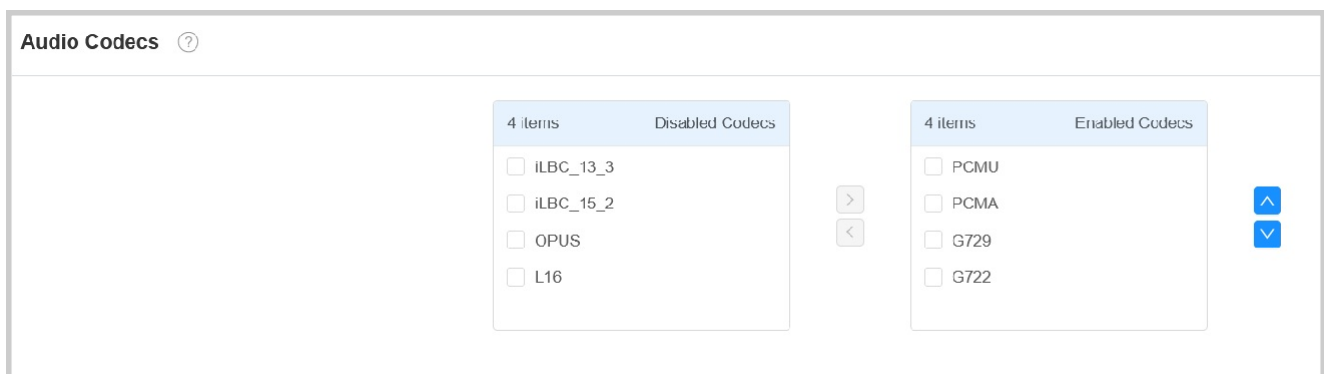 Audio Codecs ?
4 items Disabled Codecs
iLBC_13_3
iLBC_15_2
OPUS
L16
4 items Enabled Codecs
PCMU
PCMA
G729
G722